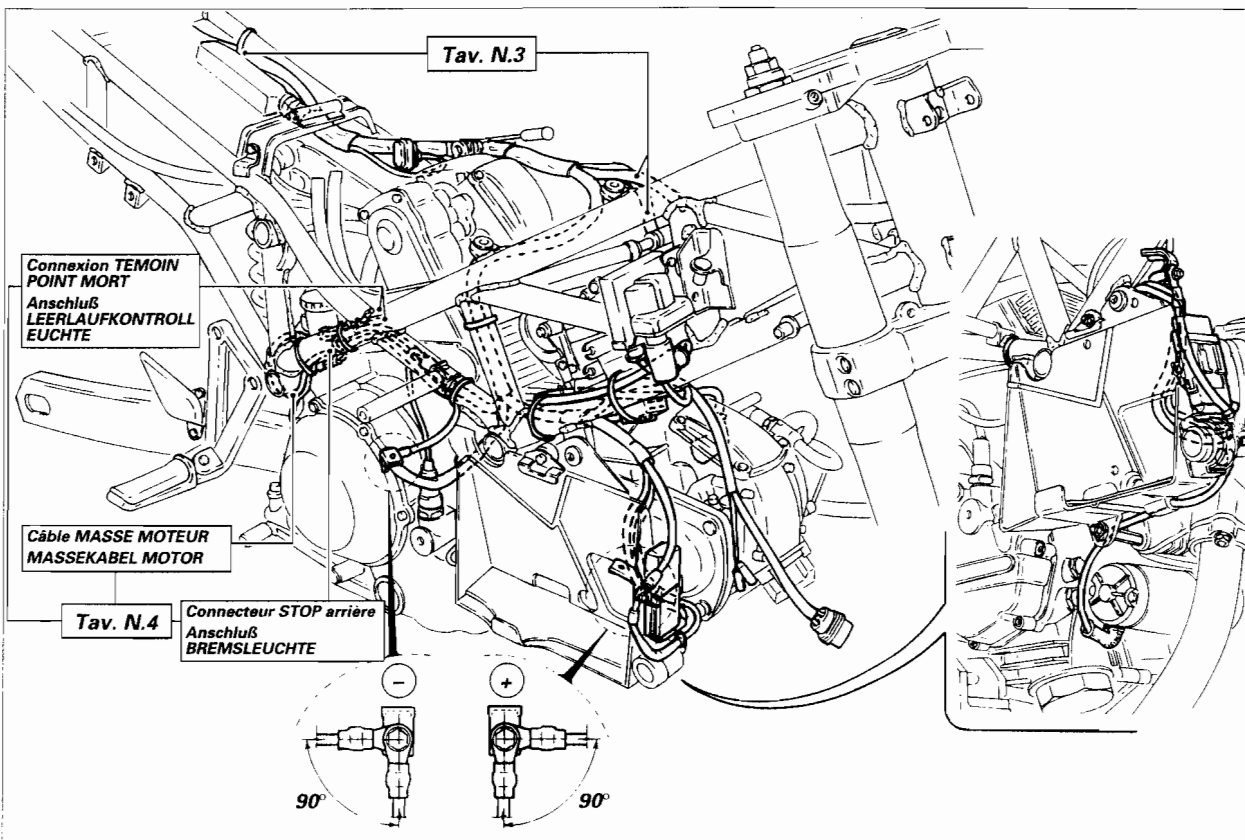 Tav. N.3
Connexion TEMOIN
POINT MORT
Anschluß
LEERLAUFKONTROLL
EUCHTE
Câble MASSE MOTEUR
MASSEKABEL MOTOR
Tav. N.4
Connecteur STOP arrière
Anschluß
BREMSLEUCHTE
- +
90° 90°